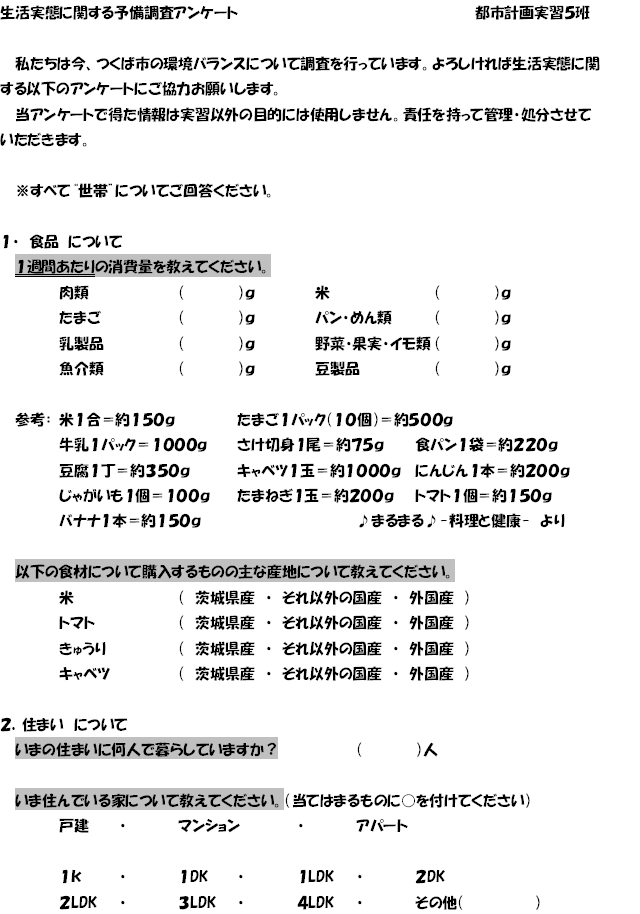 生活実態に関する予備調査アンケート 都市計画実習5班
私たちは今、つくば市の環境バランスについて調査を行っています。よろしければ生活実態に関
する以下のアンケートにご協力お願いします。
当アンケートで得た情報は実習以外の目的には使用しません。責任を持って管理・処分させて
いただきます。
※すべて"世帯"についてご回答ください。
1・ 食品 について
1週間あたりの消費量を教えてください。
肉類 ( )g 米 ( )g
たまご ( )g パン・めん類 ( )g
乳製品 ( )g 野菜・果実・イモ類 ( )g
魚介類 ( )g 豆製品 ( )g
参考: 米1合=約150g たまご1パック(10個)=約500g
牛乳1パック=1000g さけ切身1尾=約75g 食パン1袋=約220g
豆腐1丁=約350g キャベツ1玉=約1000g にんじん1本=約200g
じゃがいも1個=100g たまねぎ1玉=約200g トマト1個=約150g
バナナ1本=約150g ♪まるまる♪-料理と健康- より
以下の食材について購入するものの主な産地について教えてください。
米 ( 茨城県産 ・ それ以外の国産 ・ 外国産 )
トマト ( 茨城県産 ・ それ以外の国産 ・ 外国産 )
きゅうり ( 茨城県産 ・ それ以外の国産 ・ 外国産 )
キャベツ ( 茨城県産 ・ それ以外の国産 ・ 外国産 )
2. 住まい について
いまの住まいに何人で暮らしていますか? ( )人
いま住んでいる家について教えてください。(当てはまるものに○を付けてください)
戸建 ・ マンション ・ アパート
1k ・ 1DK ・ 1LDK ・ 2DK
2LDK ・ 3LDK ・ 4LDK ・ その他( )